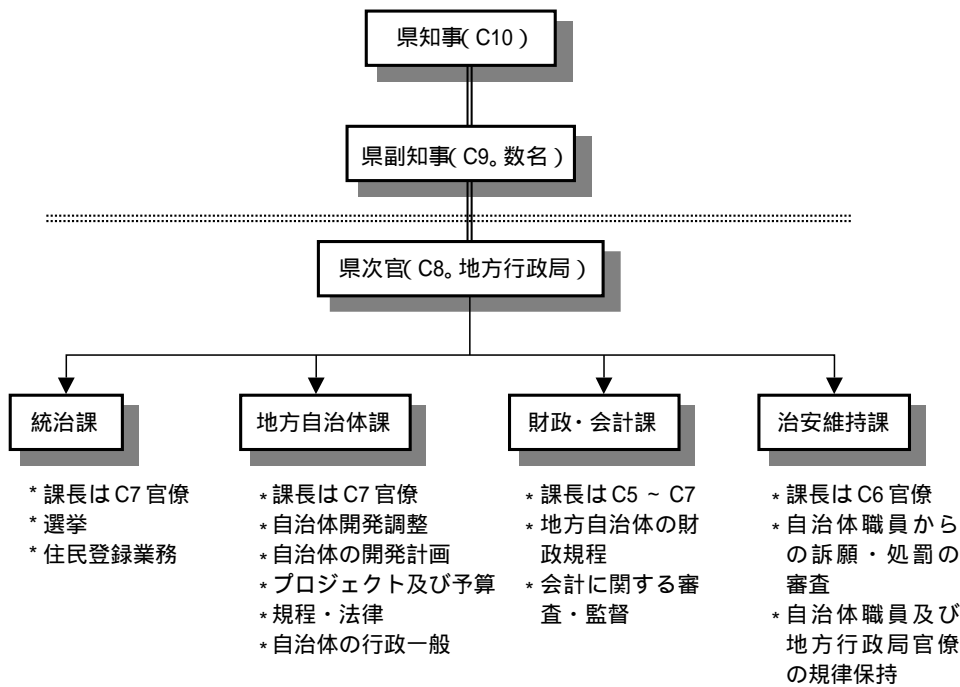 県知事(C10)
県副知事(C9。数名)
県次官(C8。地方行政局)
統治課
地方自治体課
財政・会計課
治安維持課
* 課長は C7 官僚
* 選挙
* 住民登録業務
* 課長は C7 官僚
* 自治体開発調整
* 自治体の開発計画
* プロジェクト及び予算
* 規程・法律
* 自治体の行政一般
* 課長は C5 ~ C7
* 地方自治体の財
政規程
* 会計に関する審
査・監督
* 課長は C6 官僚
* 自治体職員から
の訴願・処罰の
審査
* 自治体職員及び
地方行政局官僚
の規律保持